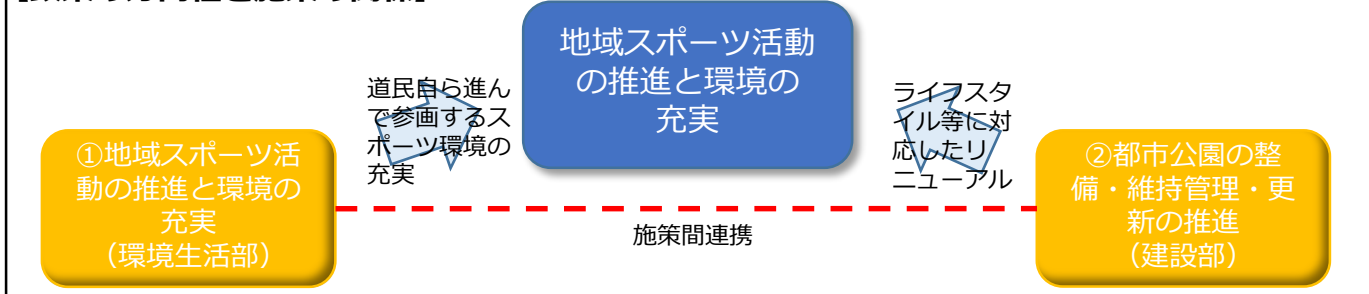 地域スポーツ活動
の推進と環境の
充実
道民自ら進ん
で参画するス
ポーツ環境の
充実
ライフスタ
イル等に対
応したリ
ニューアル
①地域スポーツ活
動の推進と環境の
充実
（環境生活部）
②都市公園の整
備・維持管理・更
新の推進
（建設部）
施策間連携